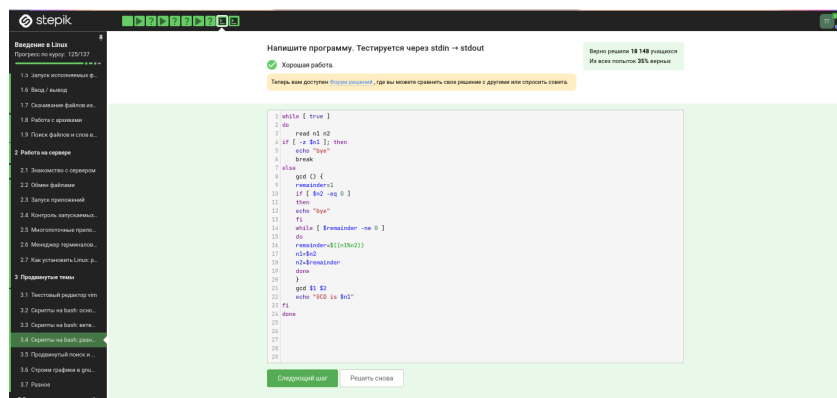 stepik
Введение в Linux
Прогресс по курсу: 125/137
1.5 Запуск исполняемых ф...
1.6 Ввод / вывод
1.7 Скачивание файлов из...
1.8 Работа с архивами
1.9 Поиск файлов и слов в...
2 Работа на сервере
2.1 Знакомство с сервером
2.2 Обмен файлами
2.3 Запуск приложений
2.4 Контроль запускаемых...
2.5 Многопоточные прило...
2.6 Менеджер терминалов...
2.7 Как установить Linux: р...
3 Продвинутые темы
3.1 Текстовый редактор vim
3.2 Скрипты на bash: осно...
3.3 Скрипты на bash: ветв...
3.4 Скрипты на bash: разн...
3.5 Продвинутый поиск и ...
3.6 Строим графики в gnu...
3.7 Разное
Напишите программу. Тестируется через stdin → stdout
Хорошая работа.
Верно решили 18 148 учащихся
Из всех попыток 35% верных
Теперь вам доступен Форум решений, где вы можете сравнить свое решение с другими или спросить совета.
1 while [ true ]
2 do
3 read n1 n2
4 if [ -z $n1 ]; then
5 echo "bye"
6 break
7 else
8 gcd () {
9 remainder=1
10 if [ $n2 -eq 0 ]
11 then
12 echo "bye"
13 fi
14 while [ $remainder -ne 0 ]
15 do
16 remainder=$((n1%n2))
17 n1=$n2
18 n2=$remainder
19 done
20 }
21 gcd $1 $2
22 echo "GCD is $n1"
23 fi
24 done
25
26
27
28
29
Следующий шаг
Решить снова